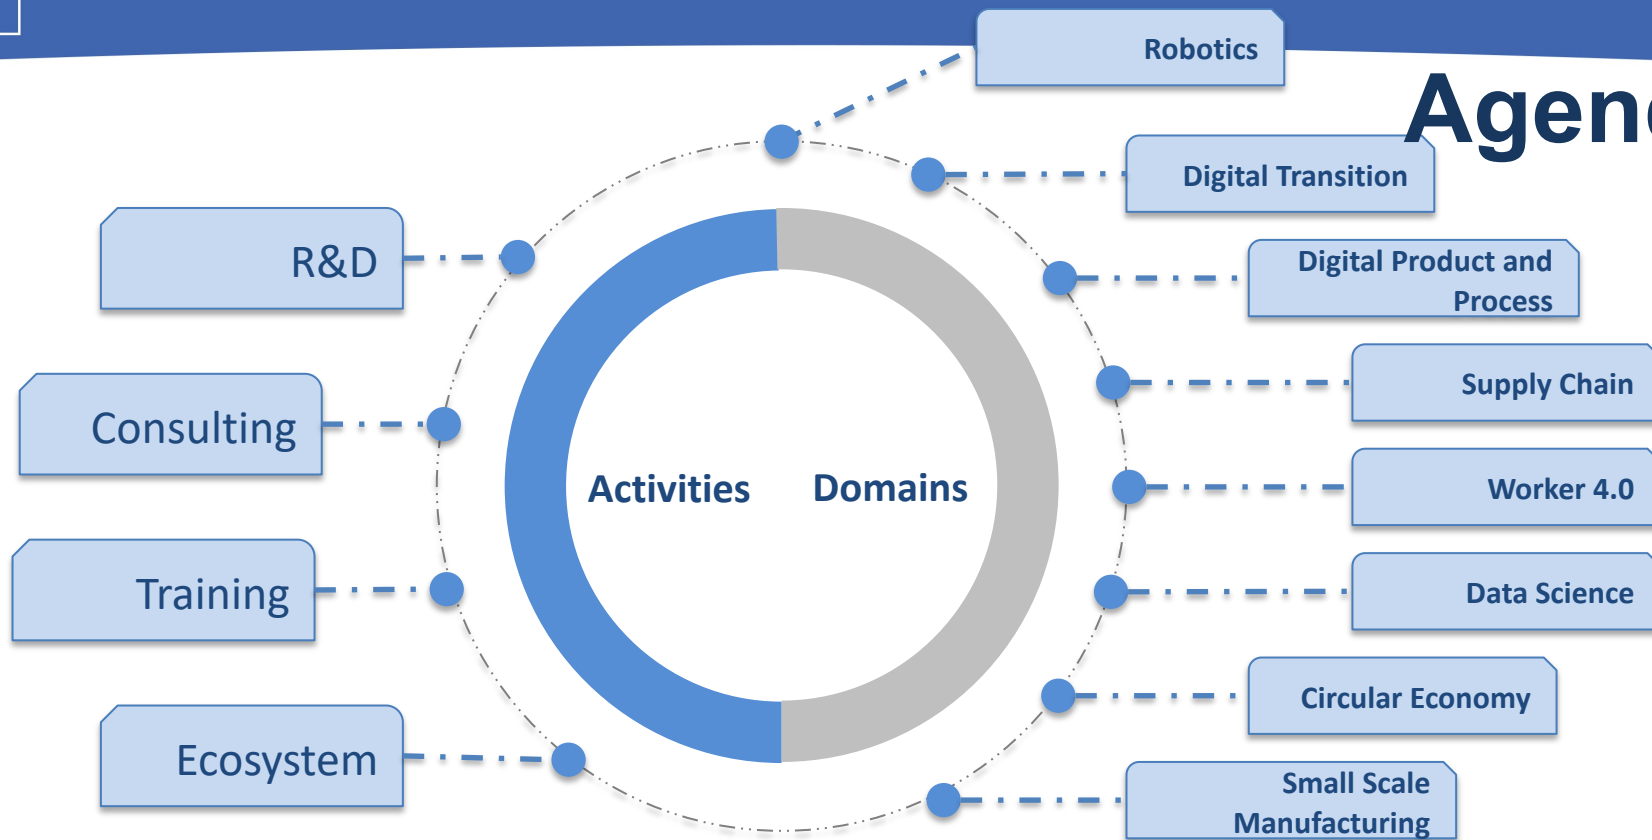 Robotics
Agen
Digital Transition
R&D
Digital Product and
Process
Supply Chain
Consulting
Activities
Domains
Worker 4.0
Training
Data Science
Circular Economy
Ecosystem
Small Scale
Manufacturing